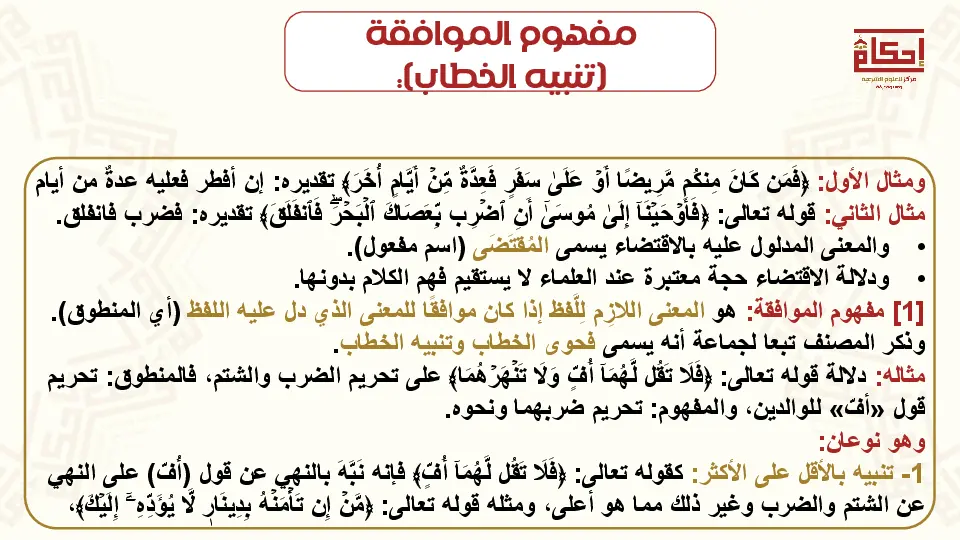 مفهوم الموافقة
(تنبيه الخطاب):
إحكام
مركز للعلوم الشرعية
ومثال الأول: ﴿فَمَن كَانَ مِنكُم مَّرِيضًا أَوْ عَلَىٰ سَفَرٍ فَعِدَّةٌ مِّنْ أَيَّامٍ أُخَرَ﴾ تقديره: إن أفطر فعليه عدةٌ من أيام
مثال الثاني: قوله تعالى: ﴿فَأَوْحَيْنَآ إِلَىٰ مُوسَىٰٓ أَنِ ٱضْرِب بِّعَصَاكَ ٱلْبَحْرَۖ فَٱنفَلَقَ﴾ تقديره: فضرب فانفلق.
• والمعنى المدلول عليه بالاقتضاء يسمى المُقتَضَى (اسم مفعول).
• ودلالة الاقتضاء حجة معتبرة عند العلماء لا يستقيم فهم الكلام بدونها.
[1] مفهوم الموافقة: هو المعنى اللازم لِلَّفظ إذا كان موافقًا للمعنى الذي دل عليه اللفظ (أي المنطوق).
وذكر المصنف تبعا لجماعة أنه يسمى فحوى الخطاب وتنبيه الخطاب.
مثاله: دلالة قوله تعالى: ﴿فَلَا تَقُل لَّهُمَآ أُفٍّ وَلَا تَنْهَرْهُمَا﴾ على تحريم الضرب والشتم، فالمنطوق: تحريم
قول «أفّ» للوالدين، والمفهوم: تحريم ضربهما ونحوه.
وهو نوعان:
1- تنبيه بالأقل على الأكثر: كقوله تعالى: ﴿فَلَا تَقُل لَّهُمَآ أُفٍّ﴾ فإنه نَبَّهَ بالنهي عن قول (أُفّ) على النهي
عن الشتم والضرب وغير ذلك مما هو أعلى، ومثله قوله تعالى: ﴿مَّنْ إِن تَأْمَنْهُ بِدِينَارٍ لَّا يُؤَدِّهِۦٓ إِلَيْكَ﴾،